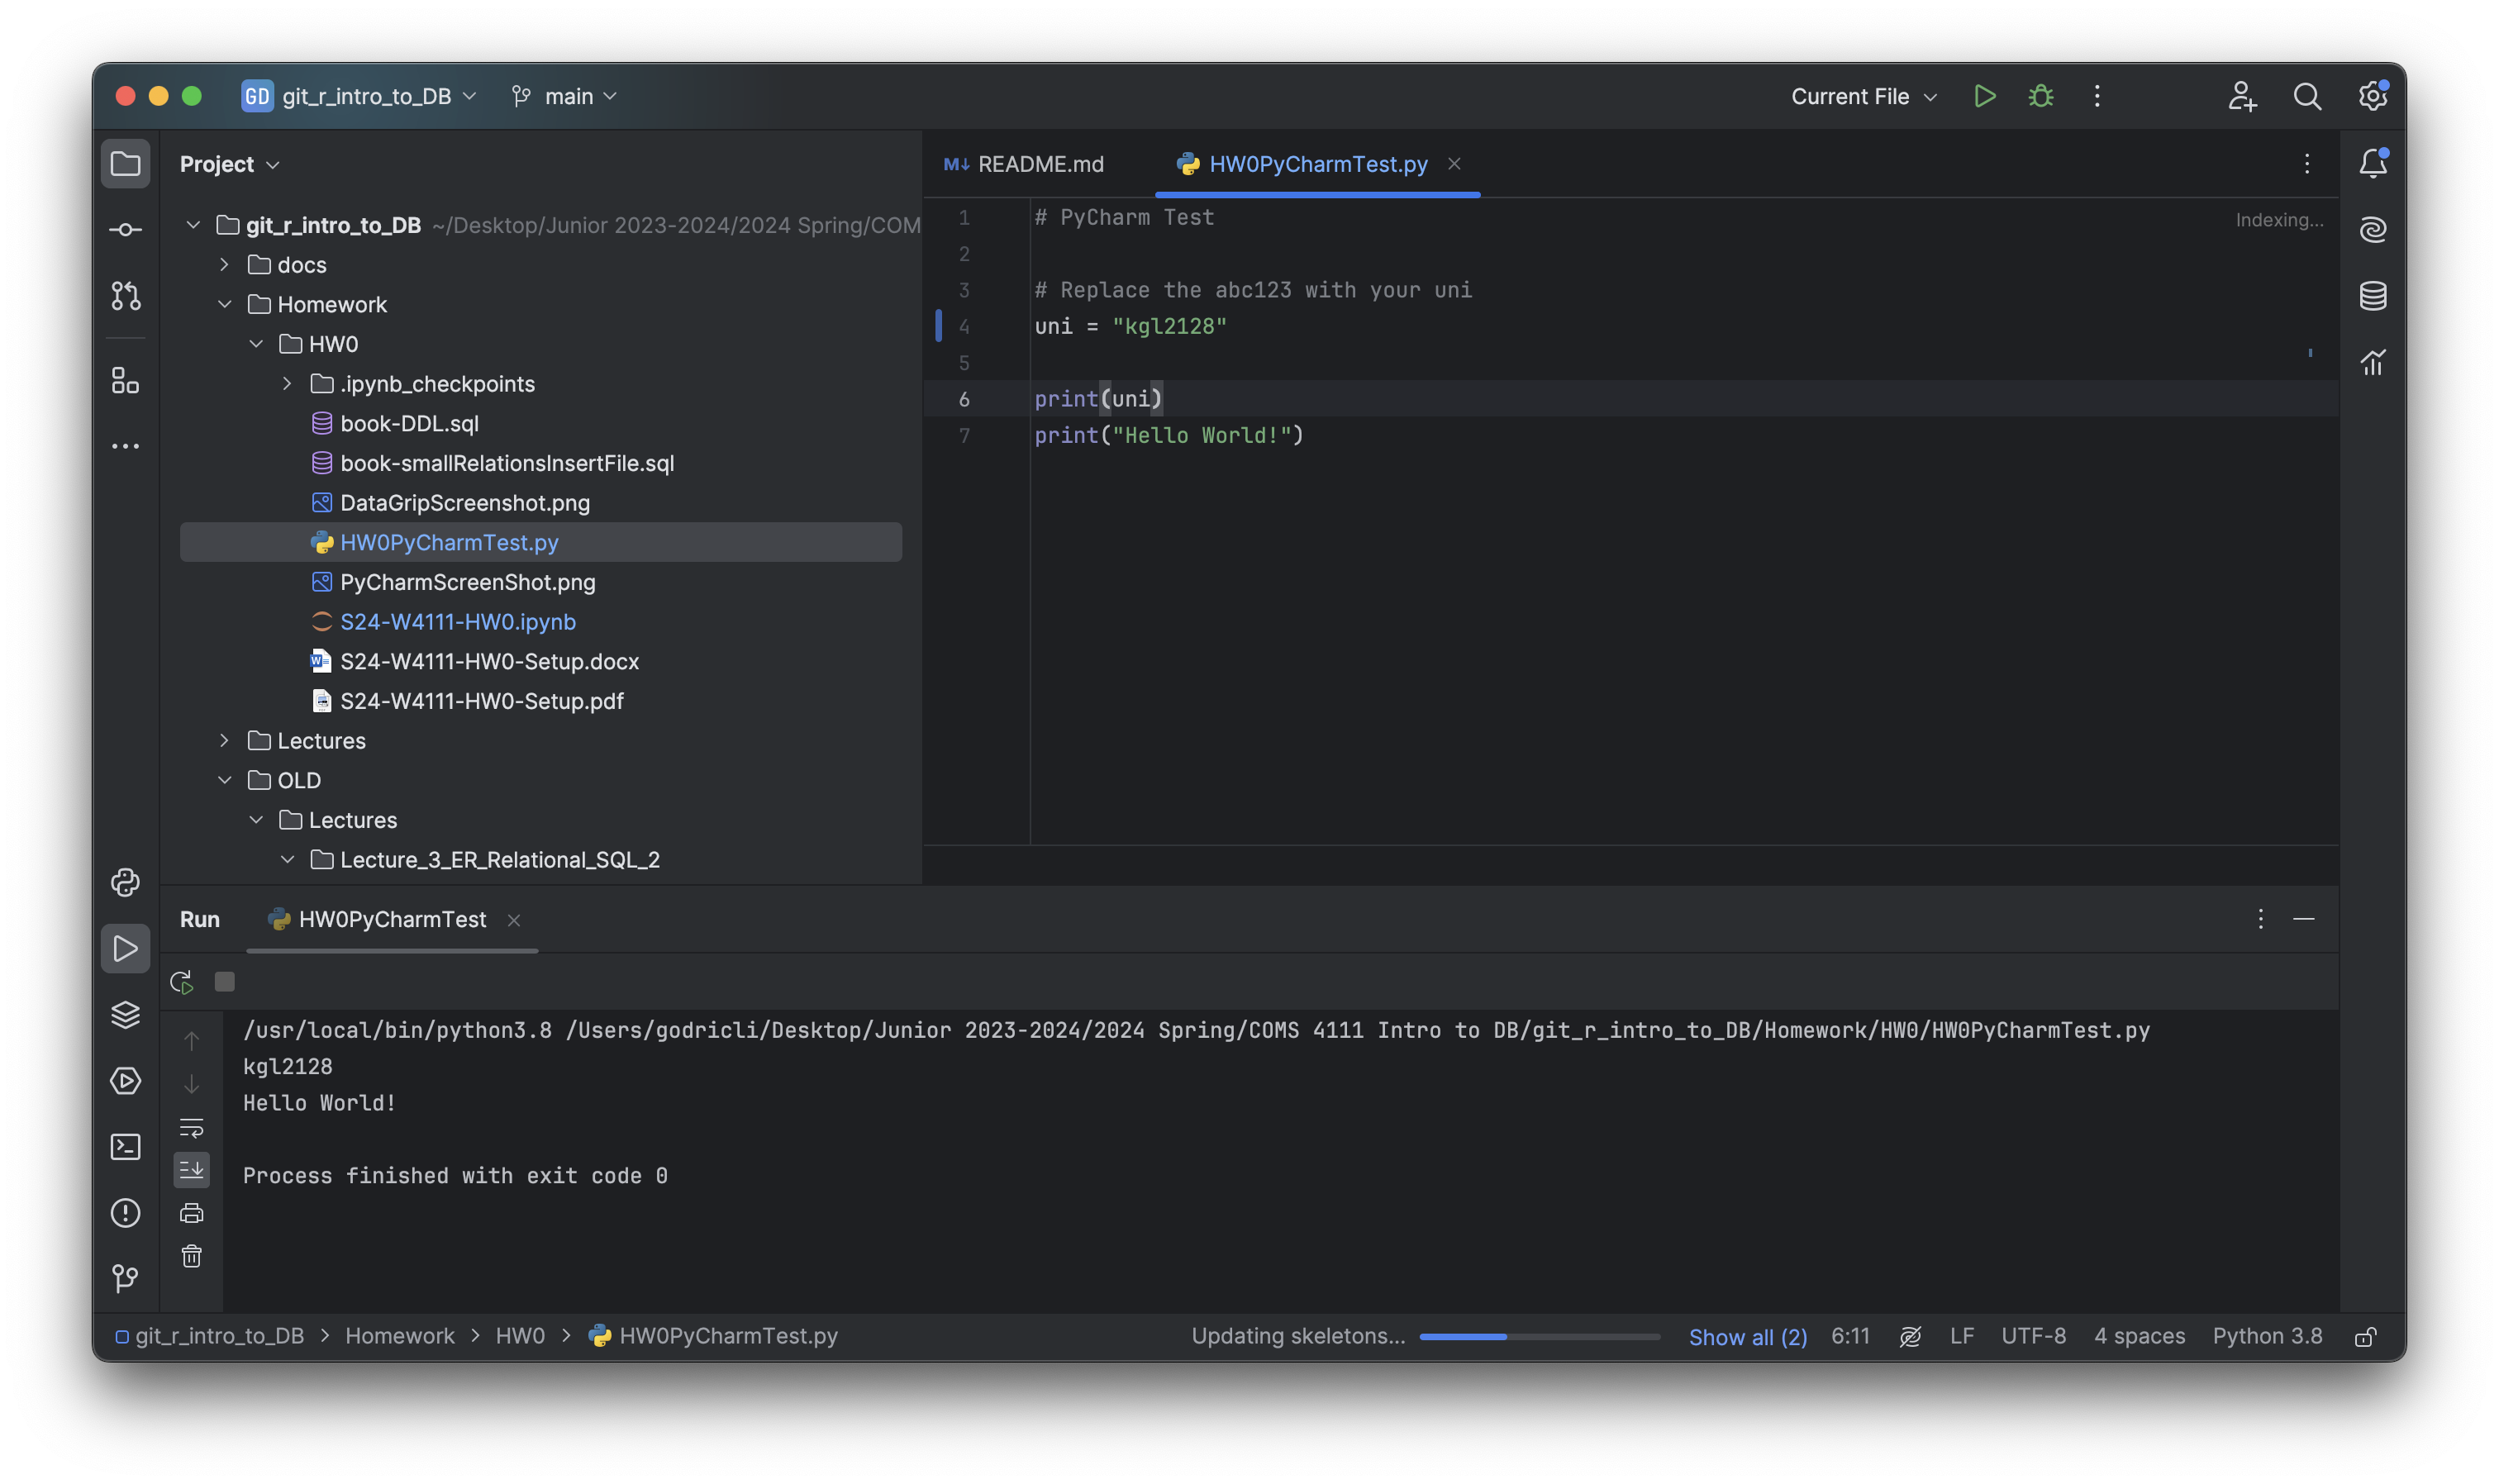 GD git_r_intro_to_DB main Current File
Project
README.md
HW0PyCharmTest.py
git_r_intro_to_DB ~/Desktop/Junior 2023-2024/2024 Spring/COM
docs
Homework
HW0
.ipynb_checkpoints
book-DDL.sql
book-smallRelationsInsertFile.sql
DataGripScreenshot.png
HW0PyCharmTest.py
PyCharmScreenShot.png
S24-W4111-HW0.ipynb
S24-W4111-HW0-Setup.docx
S24-W4111-HW0-Setup.pdf
Lectures
OLD
Lectures
Lecture_3_ER_Relational_SQL_2
1 # PyCharm Test
Indexing...
2
3 # Replace the abc123 with your uni
4 uni = "kgl2128"
5
6 print(uni)
7 print("Hello World!")
Run HW0PyCharmTest
/usr/local/bin/python3.8 /Users/godricli/Desktop/Junior 2023-2024/2024 Spring/COMS 4111 Intro to DB/git_r_intro_to_DB/Homework/HW0/HW0PyCharmTest.py
kgl2128
Hello World!
Process finished with exit code 0
git_r_intro_to_DB > Homework > HW0 > HW0PyCharmTest.py Updating skeletons... Show all (2) 6:11 LF UTF-8 4 spaces Python 3.8